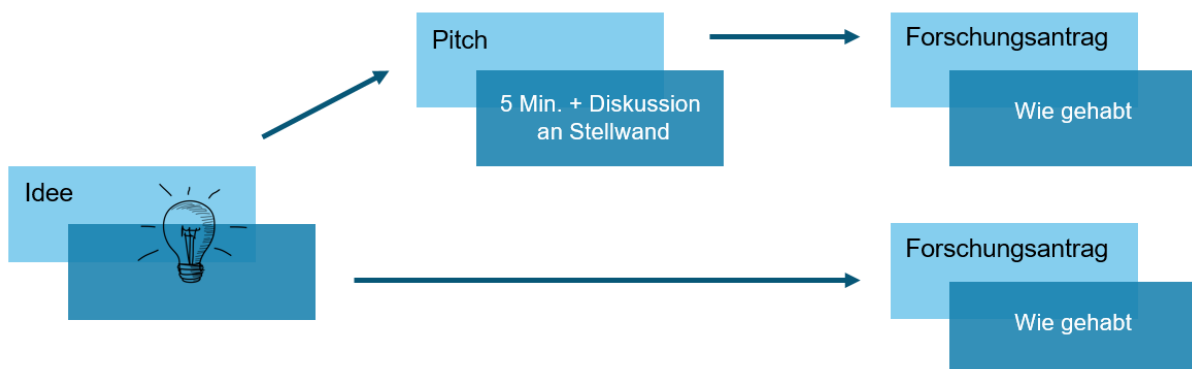 Pitch
5 Min. + Diskussion
an Stellwand
Forschungsantrag
Wie gehabt
Idee
Forschungsantrag
Wie gehabt